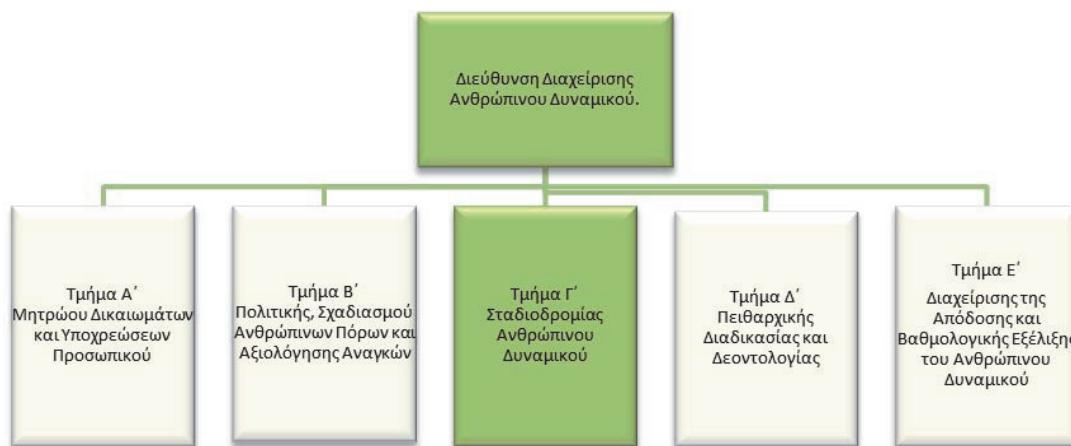 Διεύθυνση Διαχείρισης
Ανθρώπινου Δυναμικού.
Τμήμα Α΄
Μητρώου Δικαιωμάτων
και Υποχρεώσεων
Προσωπικού
Τμήμα Β΄
Πολιτικής, Σχαδιασμού
Ανθρώπινων Πόρων και
Αξιολόγησης Αναγκών
Τμήμα Γ΄
Σταδιοδρομίας
Ανθρώπινου
Δυναμικού
Τμήμα Δ΄
Πειθαρχικής
Διαδικασίας και
Δεοντολογίας
Τμήμα Ε΄
Διαχείρισης της
Απόδοσης και
Βαθμολογικής Εξέλιξης
του Ανθρώπινου
Δυναμικού